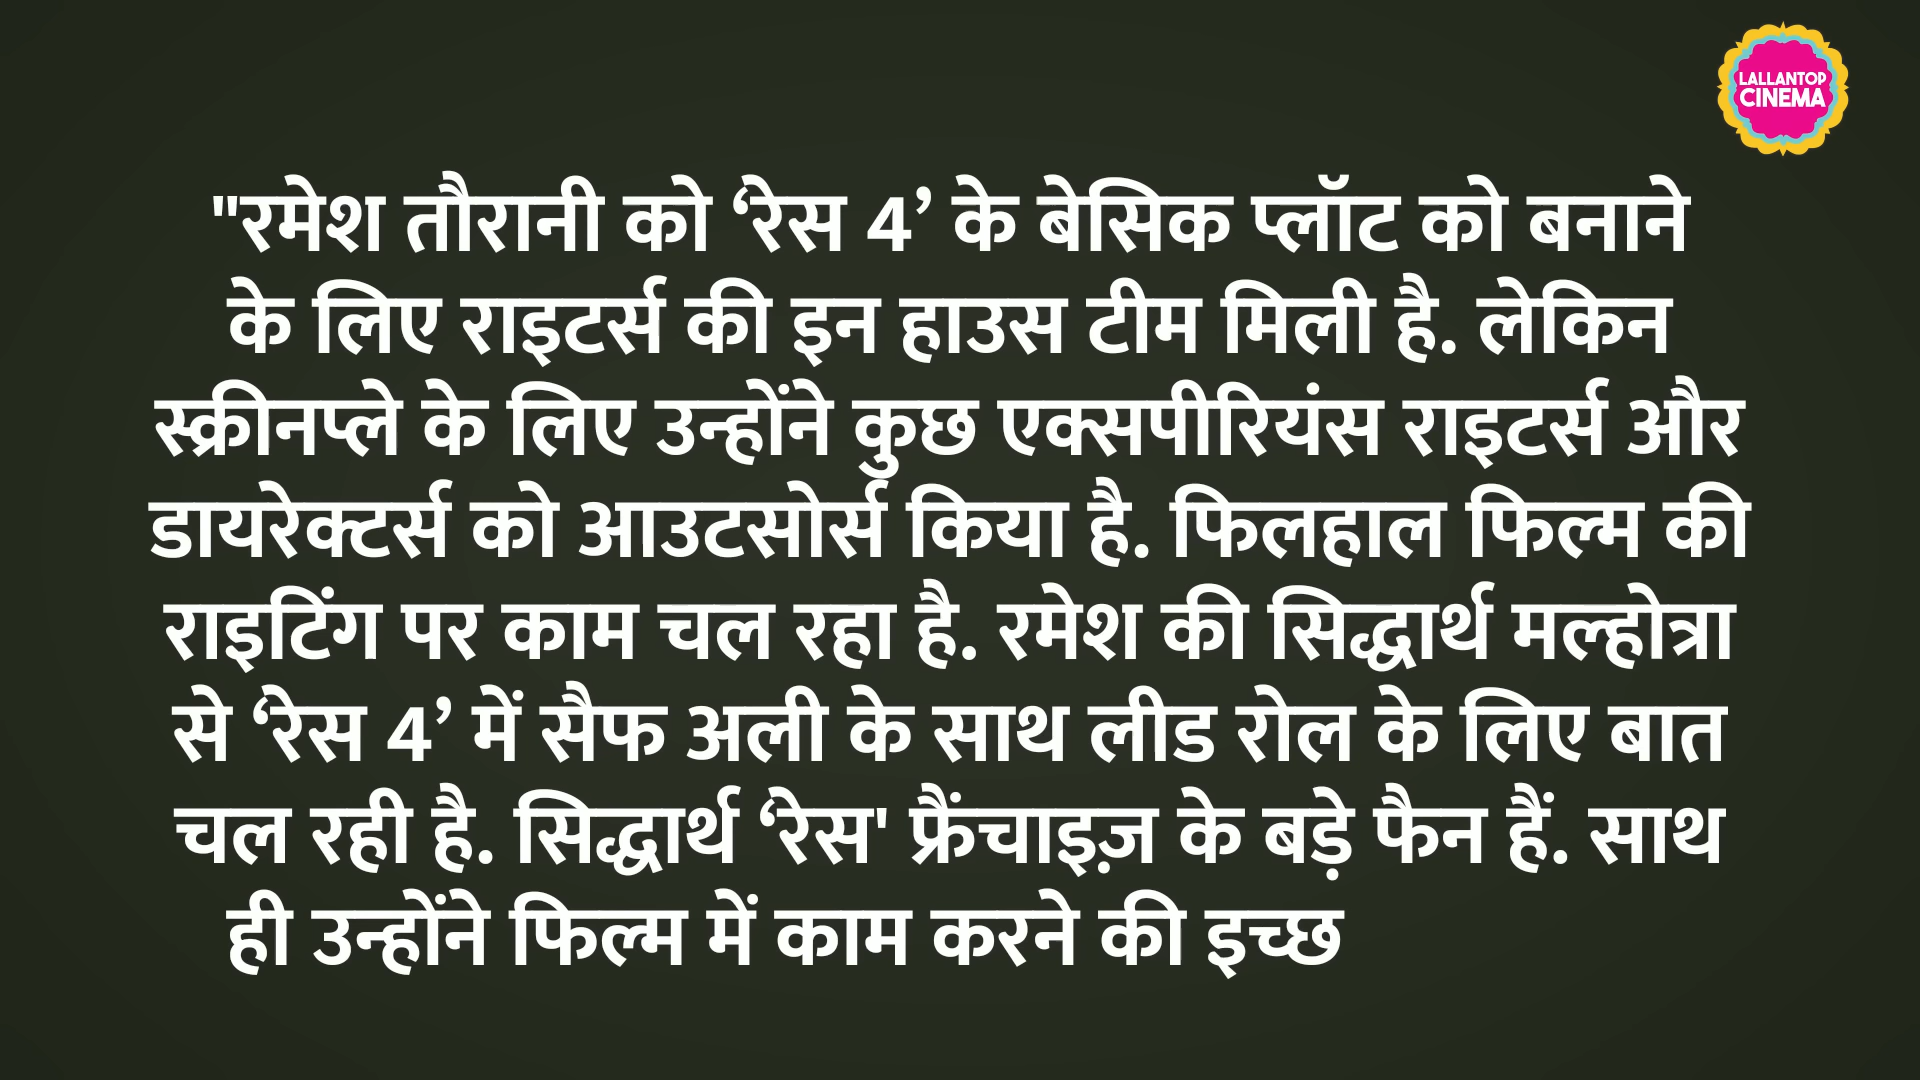 LALLANTOP
CINEMA
"रमेश तौरानी को ‘रेस 4’ के बेसिक प्लॉट को बनाने
के लिए राइटर्स की इन हाउस टीम मिली है. लेकिन
स्क्रीनप्ले के लिए उन्होंने कुछ एक्सपीरियंस राइटर्स और
डायरेक्टर्स को आउटसोर्स किया है. फिलहाल फिल्म की
राइटिंग पर काम चल रहा है. रमेश की सिद्धार्थ मल्होत्रा
से ‘रेस 4’ में सैफ अली के साथ लीड रोल के लिए बात
चल रही है. सिद्धार्थ ‘रेस' फ्रैंचाइज़ के बड़े फैन हैं. साथ
ही उन्होंने फिल्म में काम करने की इच्छ